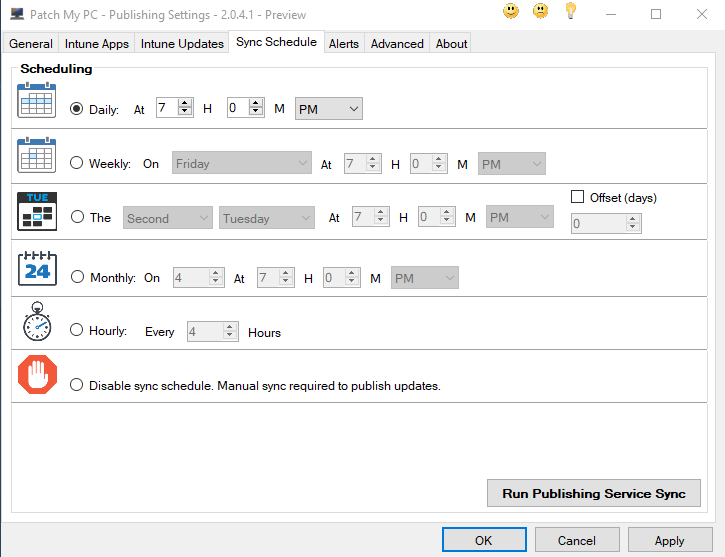 Patch My PC - Publishing Settings - 2.0.4.1 - Preview
General Intune Apps Intune Updates Sync Schedule Alerts Advanced About
Scheduling
Daily: At 7 H 0 M PM
Weekly: On Friday At 7 H 0 M PM
TUE
Offset (days)
The Second Tuesday At 7 H 0 M PM 0
24
Monthly: On 4 At 7 H 0 M PM
Hourly: Every 4 Hours
Disable sync schedule. Manual sync required to publish updates.
Run Publishing Service Sync
OK Cancel Apply